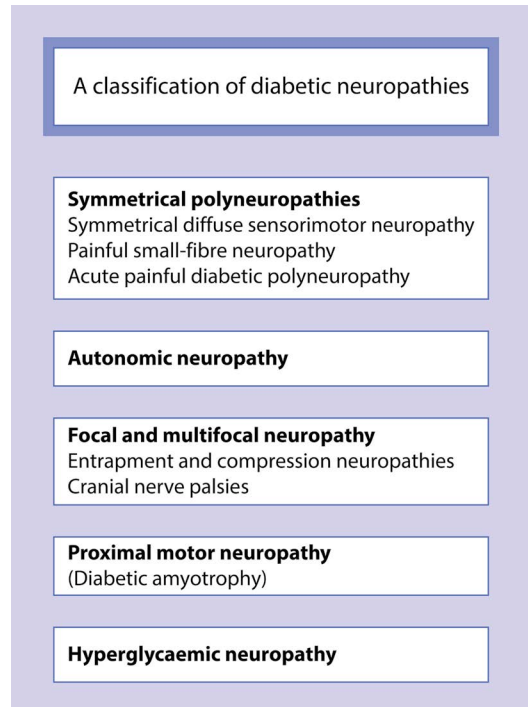 A classification of diabetic neuropathies
Symmetrical polyneuropathies
Symmetrical diffuse sensorimotor neuropathy
Painful small-fibre neuropathy
Acute painful diabetic polyneuropathy
Autonomic neuropathy
Focal and multifocal neuropathy
Entrapment and compression neuropathies
Cranial nerve palsies
Proximal motor neuropathy
(Diabetic amyotrophy)
Hyperglycaemic neuropathy